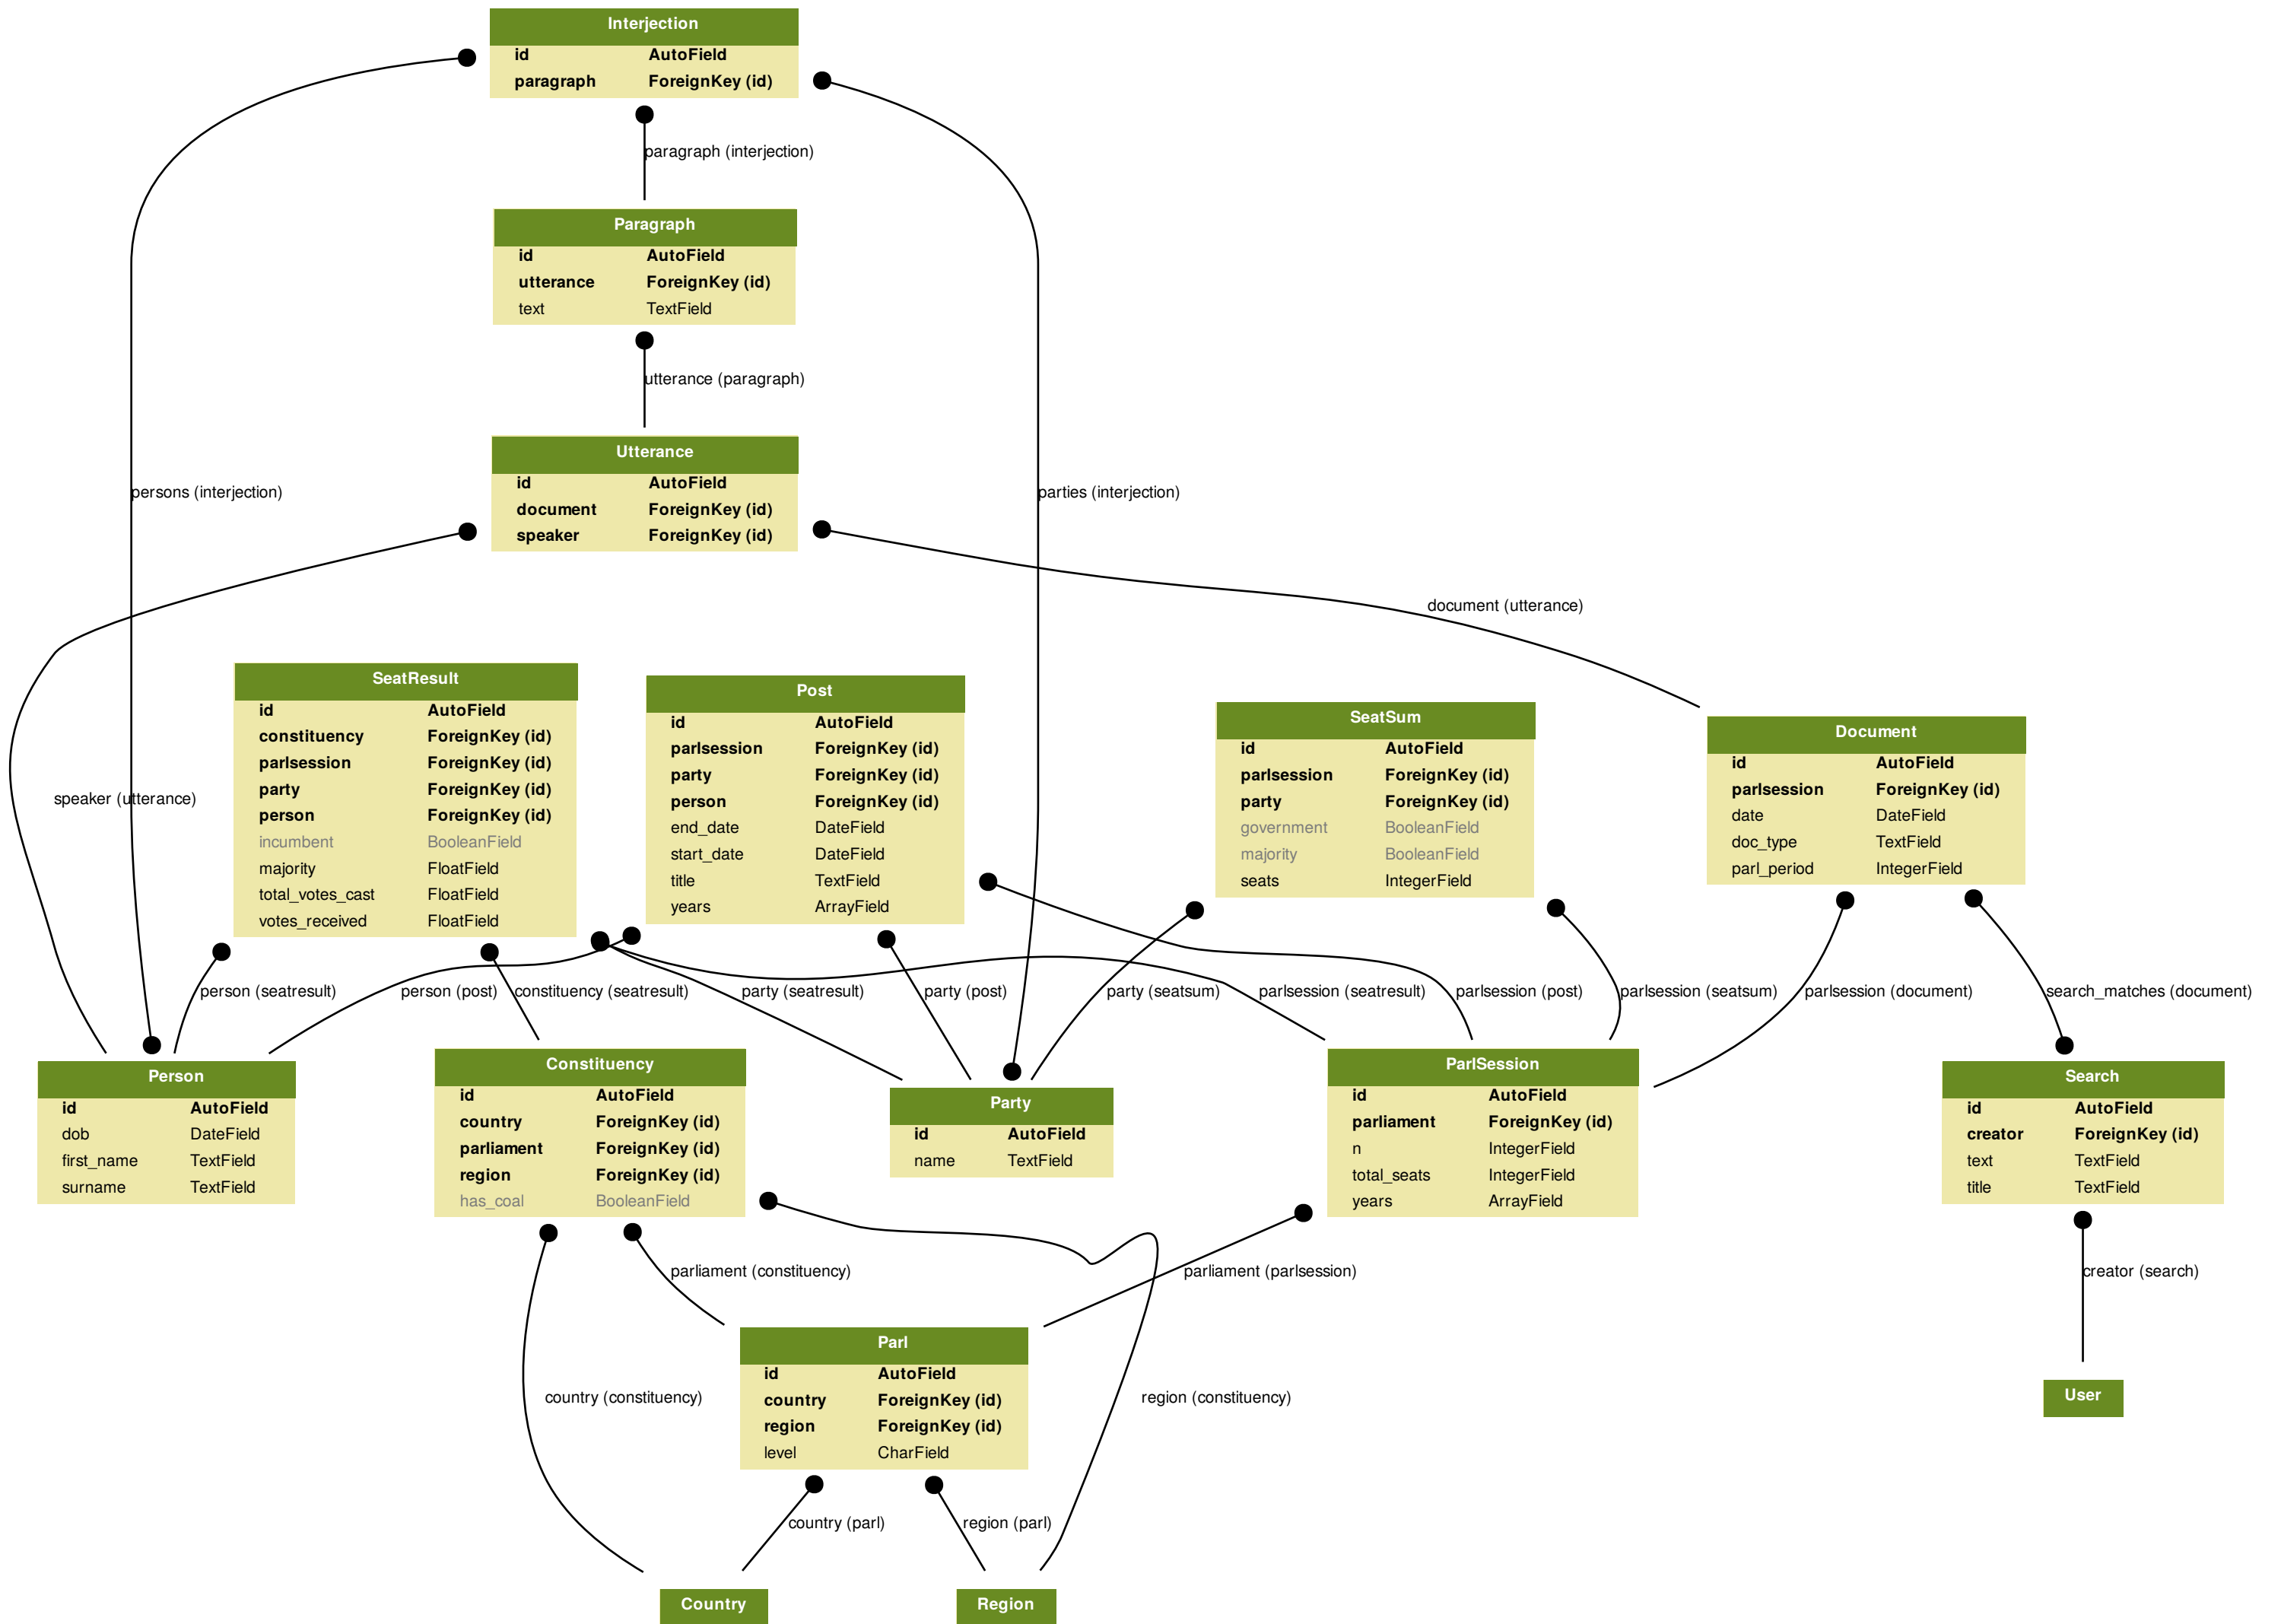 Interjection
id AutoField
paragraph ForeignKey (id)
paragraph (interjection)
Paragraph
id AutoField
utterance ForeignKey (id)
text TextField
utterance (paragraph)
Utterance
id AutoField
document ForeignKey (id)
speaker ForeignKey (id)
persons (interjection)
parties (interjection)
document (utterance)
speaker (utterance)
SeatResult
id AutoField
constituency ForeignKey (id)
parlsession ForeignKey (id)
party ForeignKey (id)
person ForeignKey (id)
incumbent BooleanField
majority FloatField
total_votes_cast FloatField
votes_received FloatField
Post
id AutoField
parlsession ForeignKey (id)
party ForeignKey (id)
person ForeignKey (id)
end_date DateField
start_date DateField
title TextField
years ArrayField
SeatSum
id AutoField
parlsession ForeignKey (id)
party ForeignKey (id)
government BooleanField
majority BooleanField
seats IntegerField
Document
id AutoField
parlsession ForeignKey (id)
date DateField
doc_type TextField
parl_period IntegerField
person (seatresult)
person (post)
constituency (seatresult)
party (seatresult)
party (post)
party (seatsum)
parlsession (seatresult)
parlsession (post)
parlsession (seatsum)
parlsession (document)
search_matches (document)
Person
id AutoField
dob DateField
first_name TextField
surname TextField
Constituency
id AutoField
country ForeignKey (id)
parliament ForeignKey (id)
region ForeignKey (id)
has_coal BooleanField
Party
id AutoField
name TextField
ParlSession
id AutoField
parliament ForeignKey (id)
n IntegerField
total_seats IntegerField
years ArrayField
Search
id AutoField
creator ForeignKey (id)
text TextField
title TextField
parliament (constituency)
parliament (parlsession)
creator (search)
Parl
id AutoField
country ForeignKey (id)
region ForeignKey (id)
level CharField
country (constituency)
region (constituency)
User
country (parl)
region (parl)
Country
Region